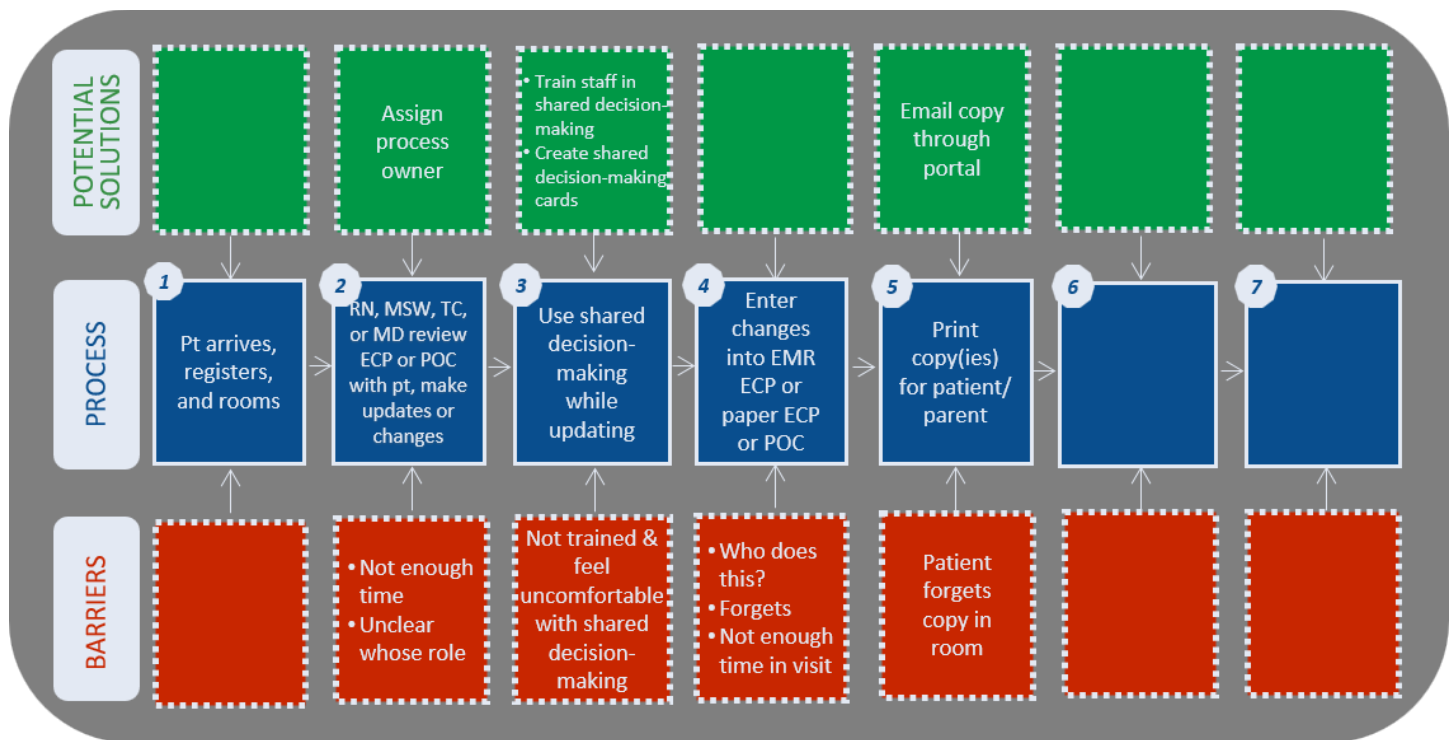 POTENTIAL
SOLUTIONS
Assign
process
owner
• Train staff in
shared decision-
making
• Create shared
decision-making
cards
Email copy
through
portal
PROCESS
1
Pt arrives,
registers,
and rooms
2
RN, MSW, TC,
or MD review
ECP or POC
with pt, make
updates or
changes
3
Use shared
decision-
making
while
updating
4
Enter
changes
into EMR
ECP or
paper ECP
or POC
5
Print
copy(ies)
for patient/
parent
6
7
BARRIERS
• Not enough
time
• Unclear
whose role
Not trained &
feel
uncomfortable
with shared
decision-
making
• Who does
this?
• Forgets
• Not enough
time in visit
Patient
forgets
copy in
room